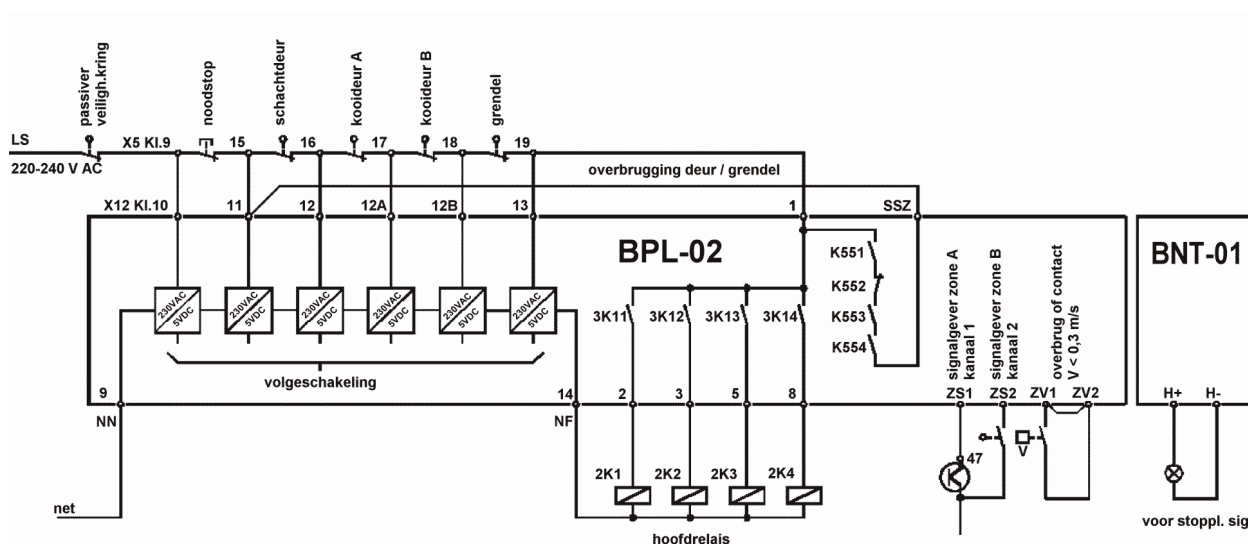 passiver
veiligh.kring
noodstop
schachtdeur
kooideur A
kooideur B
grendel
LS
X5 Kl.9
15
16
17
18
19
220-240 V AC
overbrugging deur / grendel
X12 Kl.10
11
12
12A
12B
13
1
SSZ
BPL-02
BNT-01
K551
K552
K553
K554
230VAC
5VDC
230VAC
5VDC
230VAC
5VDC
230VAC
5VDC
230VAC
5VDC
230VAC
5VDC
3K11
3K12
3K13
3K14
signalgever zone A
kanaal 1
signalgever zone B
kanaal 2
overbrug of contact
V < 0,3 m/s
volgeschakeling
9
14
2
3
5
8
ZS1
ZS2
ZV1
ZV2
H+
H-
NN
NF
47
V
2K1
2K2
2K3
2K4
net
hoofdrelais
voor stoppl. sig